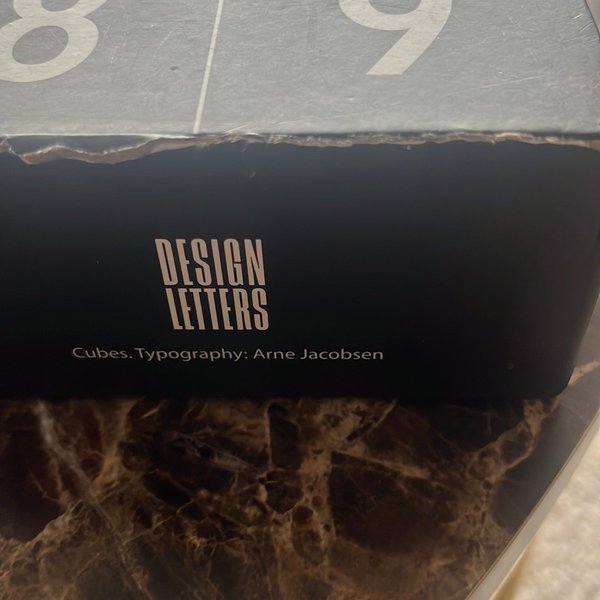 8 9
DESIGN
LETTERS
Cubes. Typography: Arne Jacobsen